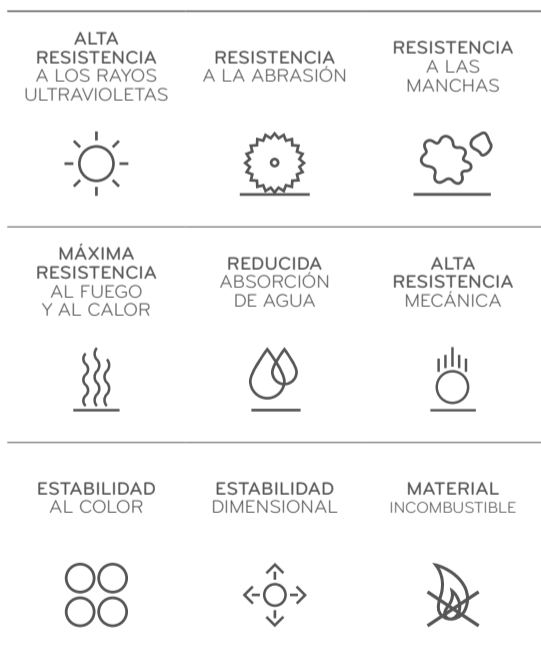 ALTA
RESISTENCIA
A LOS RAYOS
ULTRAVIOLETAS
RESISTENCIA
A LA ABRASIÓN
RESISTENCIA
A LAS
MANCHAS
MÁXIMA
RESISTENCIA
AL FUEGO
Y AL CALOR
REDUCIDA
ABSORCIÓN
DE AGUA
ALTA
RESISTENCIA
MECÁNICA
ESTABILIDAD
AL COLOR
ESTABILIDAD
DIMENSIONAL
MATERIAL
INCOMBUSTIBLE